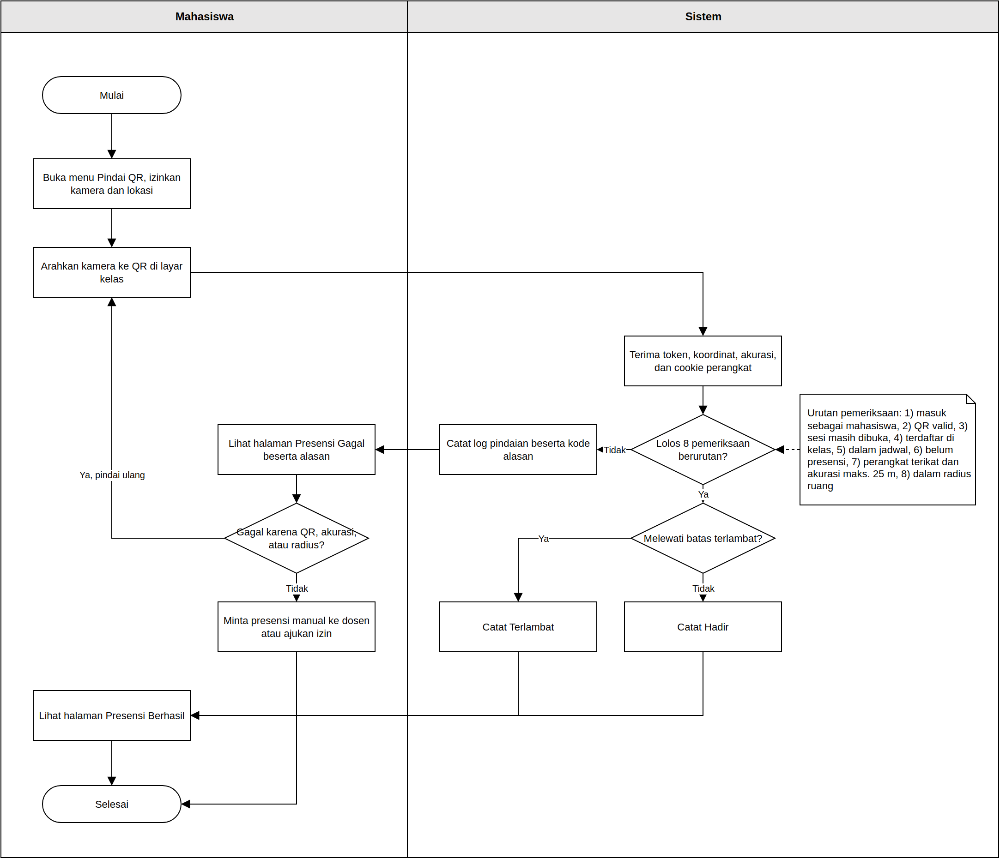 Mahasiswa
Sistem
Mulai
Buka menu Pindai QR, izinkan
kamera dan lokasi
Arahkan kamera ke QR di layar
kelas
Terima token, koordinat, akurasi,
dan cookie perangkat
Urutan pemeriksaan: 1) masuk
sebagai mahasiswa, 2) QR valid, 3)
sesi masih dibuka, 4) terdaftar di
kelas, 5) dalam jadwal, 6) belum
presensi, 7) perangkat terikat dan
akurasi maks. 25 m, 8) dalam radius
ruang
Lihat halaman Presensi Gagal
beserta alasan
Catat log pindaian beserta kode
alasan
Tidak
Lolos 8 pemeriksaan
berurutan?
Ya, pindai ulang
Ya
Gagal karena QR, akurasi,
atau radius?
Ya
Melewati batas terlambat?
Tidak
Tidak
Minta presensi manual ke dosen
atau ajukan izin
Catat Terlambat
Catat Hadir
Lihat halaman Presensi Berhasil
Selesai